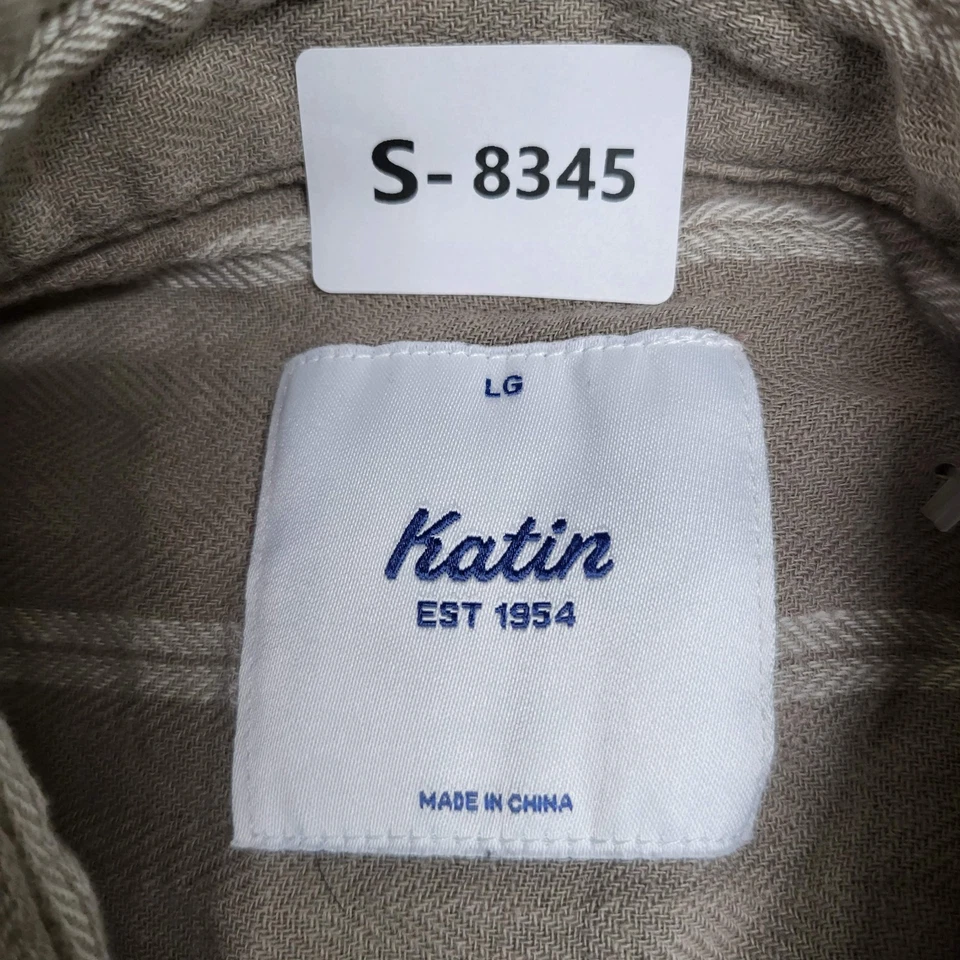 S-8345
LG
Katin
EST 1954
MADE IN CHINA